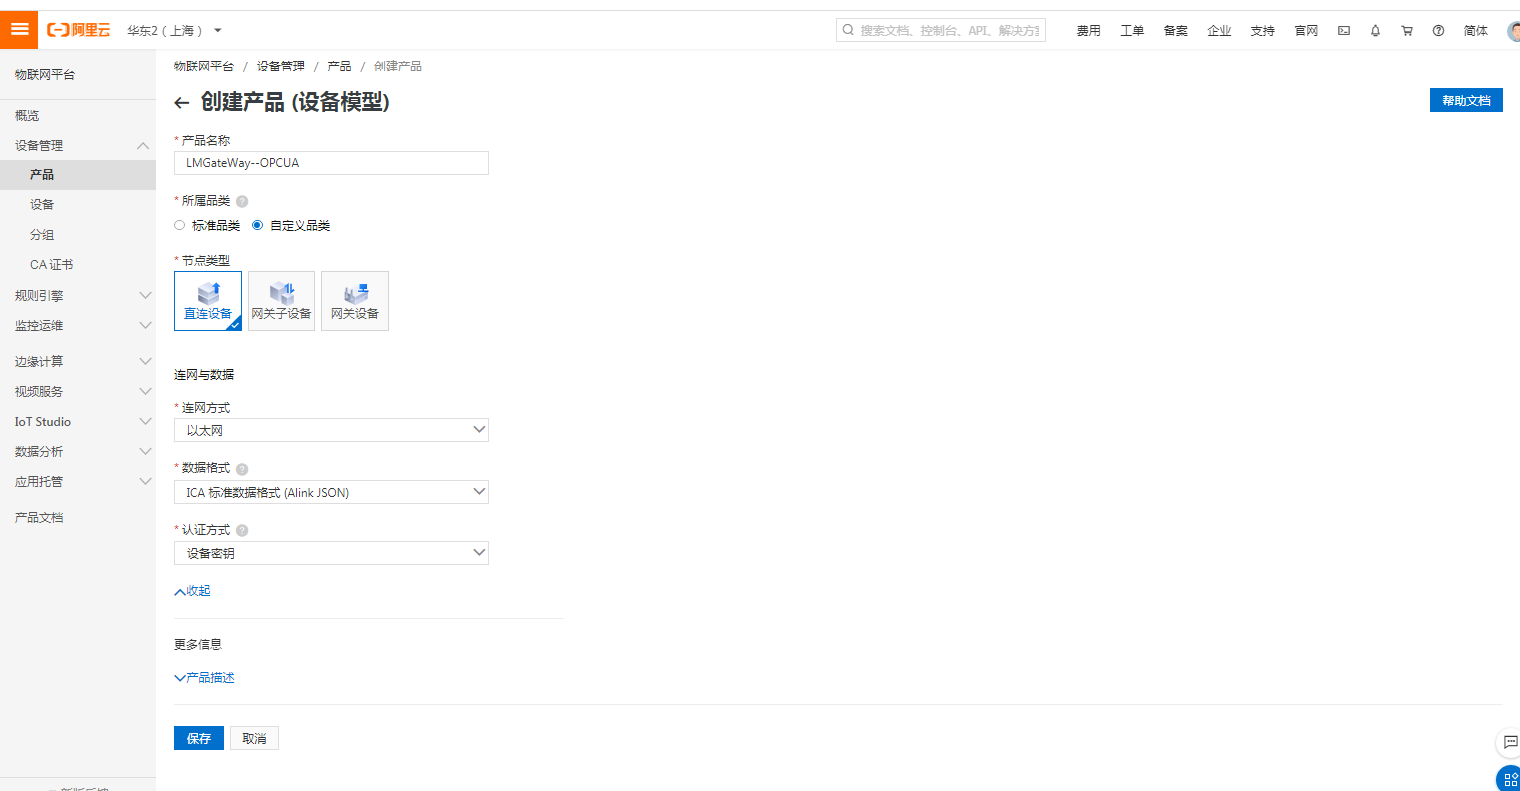 阿里云
华东2（上海）
搜索文档、控制台、API、解决方案
费用
工单
备案
企业
支持
官网
简体
物联网平台
概览
设备管理
产品
设备
分组
CA 证书
规则引擎
监控运维
边缘计算
视频服务
IoT Studio
数据分析
应用托管
产品文档
物联网平台 / 设备管理 / 产品 / 创建产品
创建产品 (设备模型)
帮助文档
* 产品名称
LMGateWay--OPCUA
* 所属品类
标准品类
自定义品类
* 节点类型
直连设备
网关子设备
网关设备
连网与数据
* 连网方式
以太网
* 数据格式
ICA 标准数据格式 (Alink JSON)
* 认证方式
设备密钥
收起
更多信息
产品描述
保存
取消